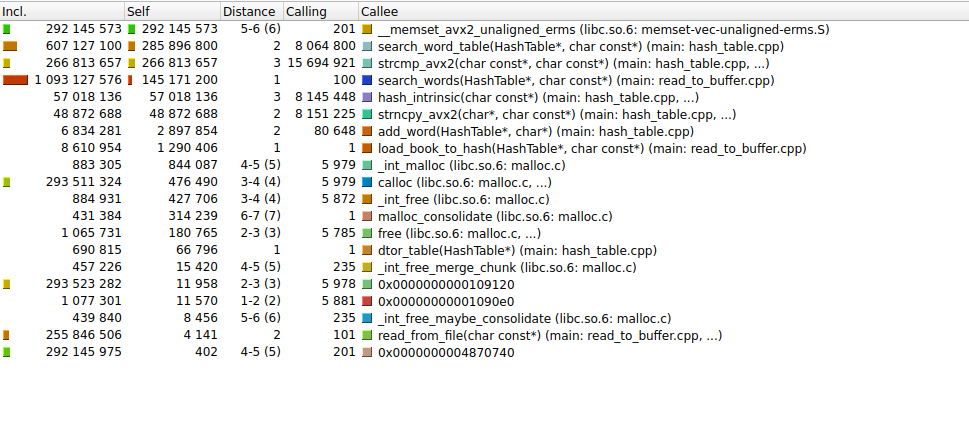 Incl. Self Distance Calling Callee
292 145 573 292 145 573 5-6 (6) 201 __memset_avx2_unaligned_erms (libc.so.6: memset-vec-unaligned-erms.S)
607 127 100 285 896 800 2 8 064 800 search_word_table(HashTable*, char const*) (main: hash_table.cpp)
266 813 657 266 813 657 3 15 694 921 strcmp_avx2(char const*, char const*) (main: hash_table.cpp, ...)
1 093 127 576 145 171 200 1 100 search_words(HashTable*, char const*) (main: read_to_buffer.cpp)
57 018 136 57 018 136 3 8 145 448 hash_intrinsic(char const*) (main: hash_table.cpp, ...)
48 872 688 48 872 688 2 8 151 225 strncpy_avx2(char*, char const*) (main: hash_table.cpp, ...)
6 834 281 2 897 854 2 80 648 add_word(HashTable*, char*) (main: hash_table.cpp)
8 610 954 1 290 406 1 1 load_book_to_hash(HashTable*, char const*) (main: read_to_buffer.cpp)
883 305 844 087 4-5 (5) 5 979 _int_malloc (libc.so.6: malloc.c)
293 511 324 476 490 3-4 (4) 5 979 calloc (libc.so.6: malloc.c, ...)
884 931 427 706 3-4 (4) 5 872 _int_free (libc.so.6: malloc.c)
431 384 314 239 6-7 (7) 1 malloc_consolidate (libc.so.6: malloc.c)
1 065 731 180 765 2-3 (3) 5 785 free (libc.so.6: malloc.c, ...)
690 815 66 796 1 1 dtor_table(HashTable*) (main: hash_table.cpp)
457 226 15 420 4-5 (5) 235 _int_free_merge_chunk (libc.so.6: malloc.c)
293 523 282 11 958 2-3 (3) 5 978 0x0000000000109120
1 077 301 11 570 1-2 (2) 5 881 0x00000000001090e0
439 840 8 456 5-6 (6) 235 _int_free_maybe_consolidate (libc.so.6: malloc.c)
255 846 506 4 141 2 101 read_from_file(char const*) (main: read_to_buffer.cpp, ...)
292 145 975 402 4-5 (5) 201 0x0000000004870740